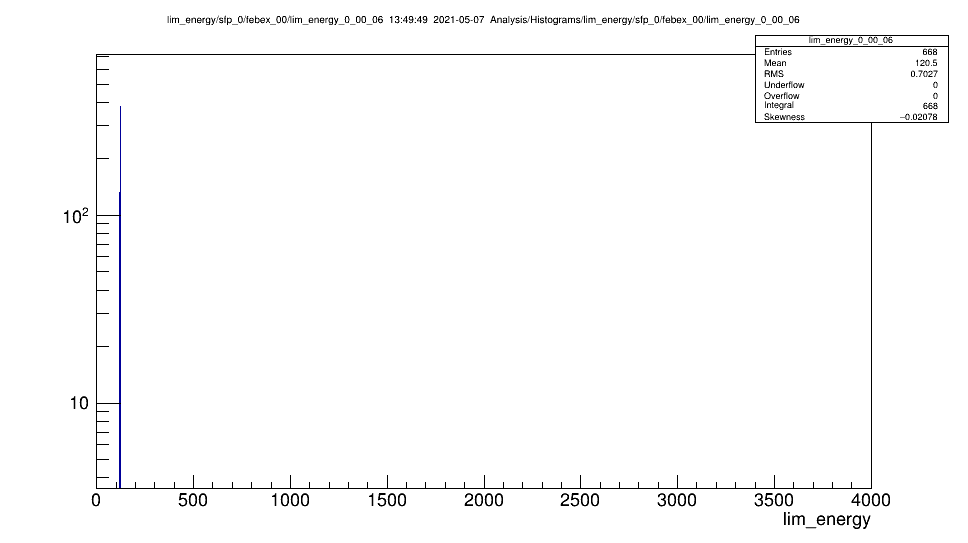 lim_energy/sfp_0/febex_00/lim_energy_0_00_06 13:49:49 2021-05-07 Analysis/Histograms/lim_energy/sfp_0/febex_00/lim_energy_0_00_06
lim_energy_0_00_06
Entries 668
Mean 120.5
RMS 0.7027
Underflow 0
Overflow 0
Integral 668
Skewness −0.02078
10²
10
0 500 1000 1500 2000 2500 3000 3500 4000
lim_energy